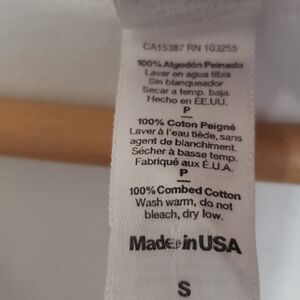 CA15387 RN 103255
100% Algodón Peinado
Lavar en agua tibia
Sin blanqueador
Secar a temp. baja
Hecho en EE.UU.
P
100% Coton Peigné
Laver à l'eau tiède, sans
agent de blanchiment.
Sécher à basse temp.
Fabriqué aux É.U.A.
P
100% Combed Cotton
Wash warm, do not
bleach, dry low.
Made in USA
S